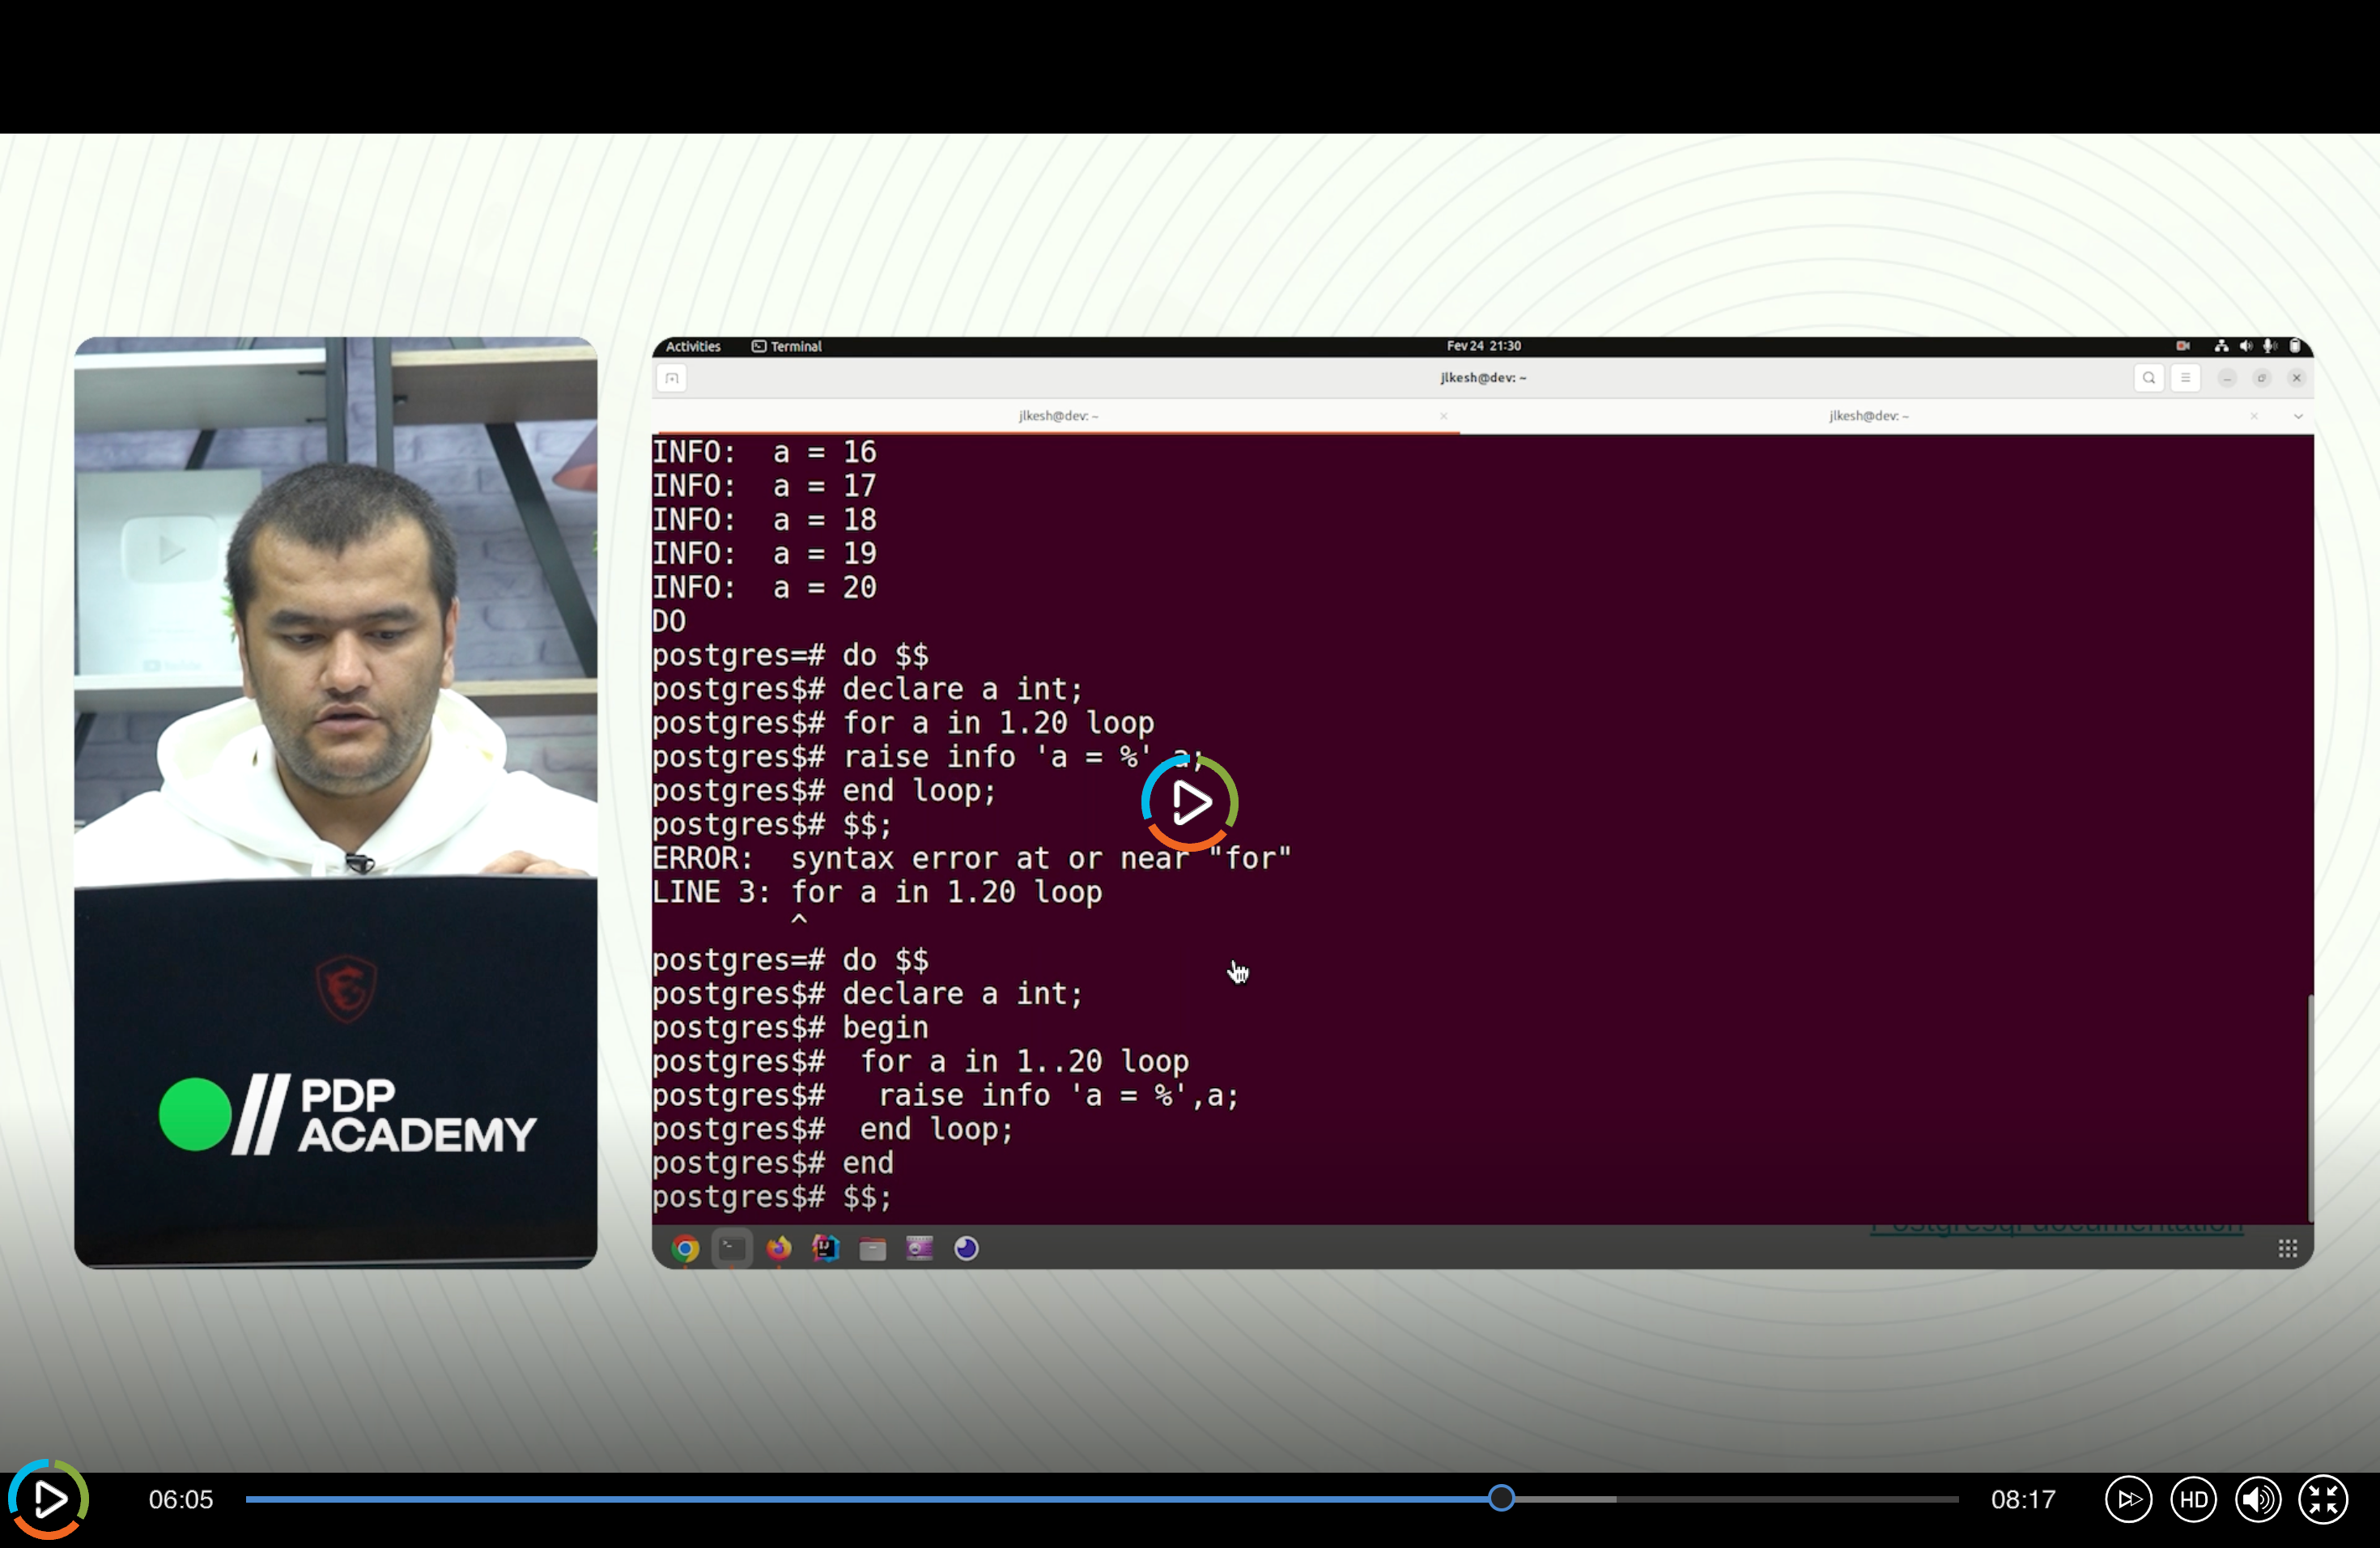 Activities Terminal Fev 24 21:30
jlkesh@dev: ~
jlkesh@dev: ~ jlkesh@dev: ~
INFO:  a = 16
INFO:  a = 17
INFO:  a = 18
INFO:  a = 19
INFO:  a = 20
DO
postgres=# do $$
postgres$# declare a int;
postgres$# for a in 1.20 loop
postgres$# raise info 'a = %' a;
postgres$# end loop;
postgres$# $$;
ERROR:  syntax error at or near "for"
LINE 3: for a in 1.20 loop
^
postgres=# do $$
postgres$# declare a int;
postgres$# begin
postgres$#  for a in 1..20 loop
postgres$#   raise info 'a = %',a;
postgres$#  end loop;
postgres$# end
postgres$# $$;
Postgresql documentation
PDP
ACADEMY
06:05 08:17 HD